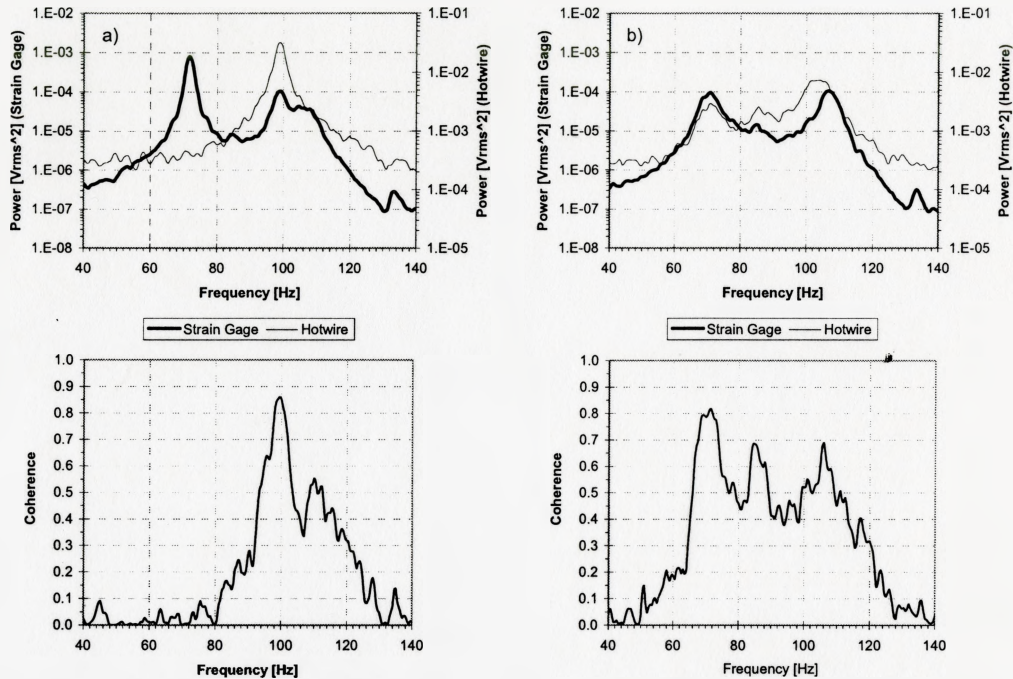 a)
1.E-02
1.E-03
1.E-04
1.E-05
1.E-06
1.E-07
1.E-08
Power [Vrms^2] (Strain Gage)
1.E-01
1.E-02
1.E-03
1.E-04
1.E-05
Power [Vrms^2] (Hotwire)
40 60 80 100 120 140
Frequency [Hz]
Strain Gage Hotwire
b)
1.E-02
1.E-03
1.E-04
1.E-05
1.E-06
1.E-07
1.E-08
Power [Vrms^2] (Strain Gage)
1.E-01
1.E-02
1.E-03
1.E-04
1.E-05
Power [Vrms^2] (Hotwire)
40 60 80 100 120 140
Frequency [Hz]
Strain Gage Hotwire
1.0
0.9
0.8
0.7
0.6
0.5
0.4
0.3
0.2
0.1
0.0
Coherence
40 60 80 100 120 140
Frequency [Hz]
1.0
0.9
0.8
0.7
0.6
0.5
0.4
0.3
0.2
0.1
0.0
Coherence
40 60 80 100 120 140
Frequency [Hz]